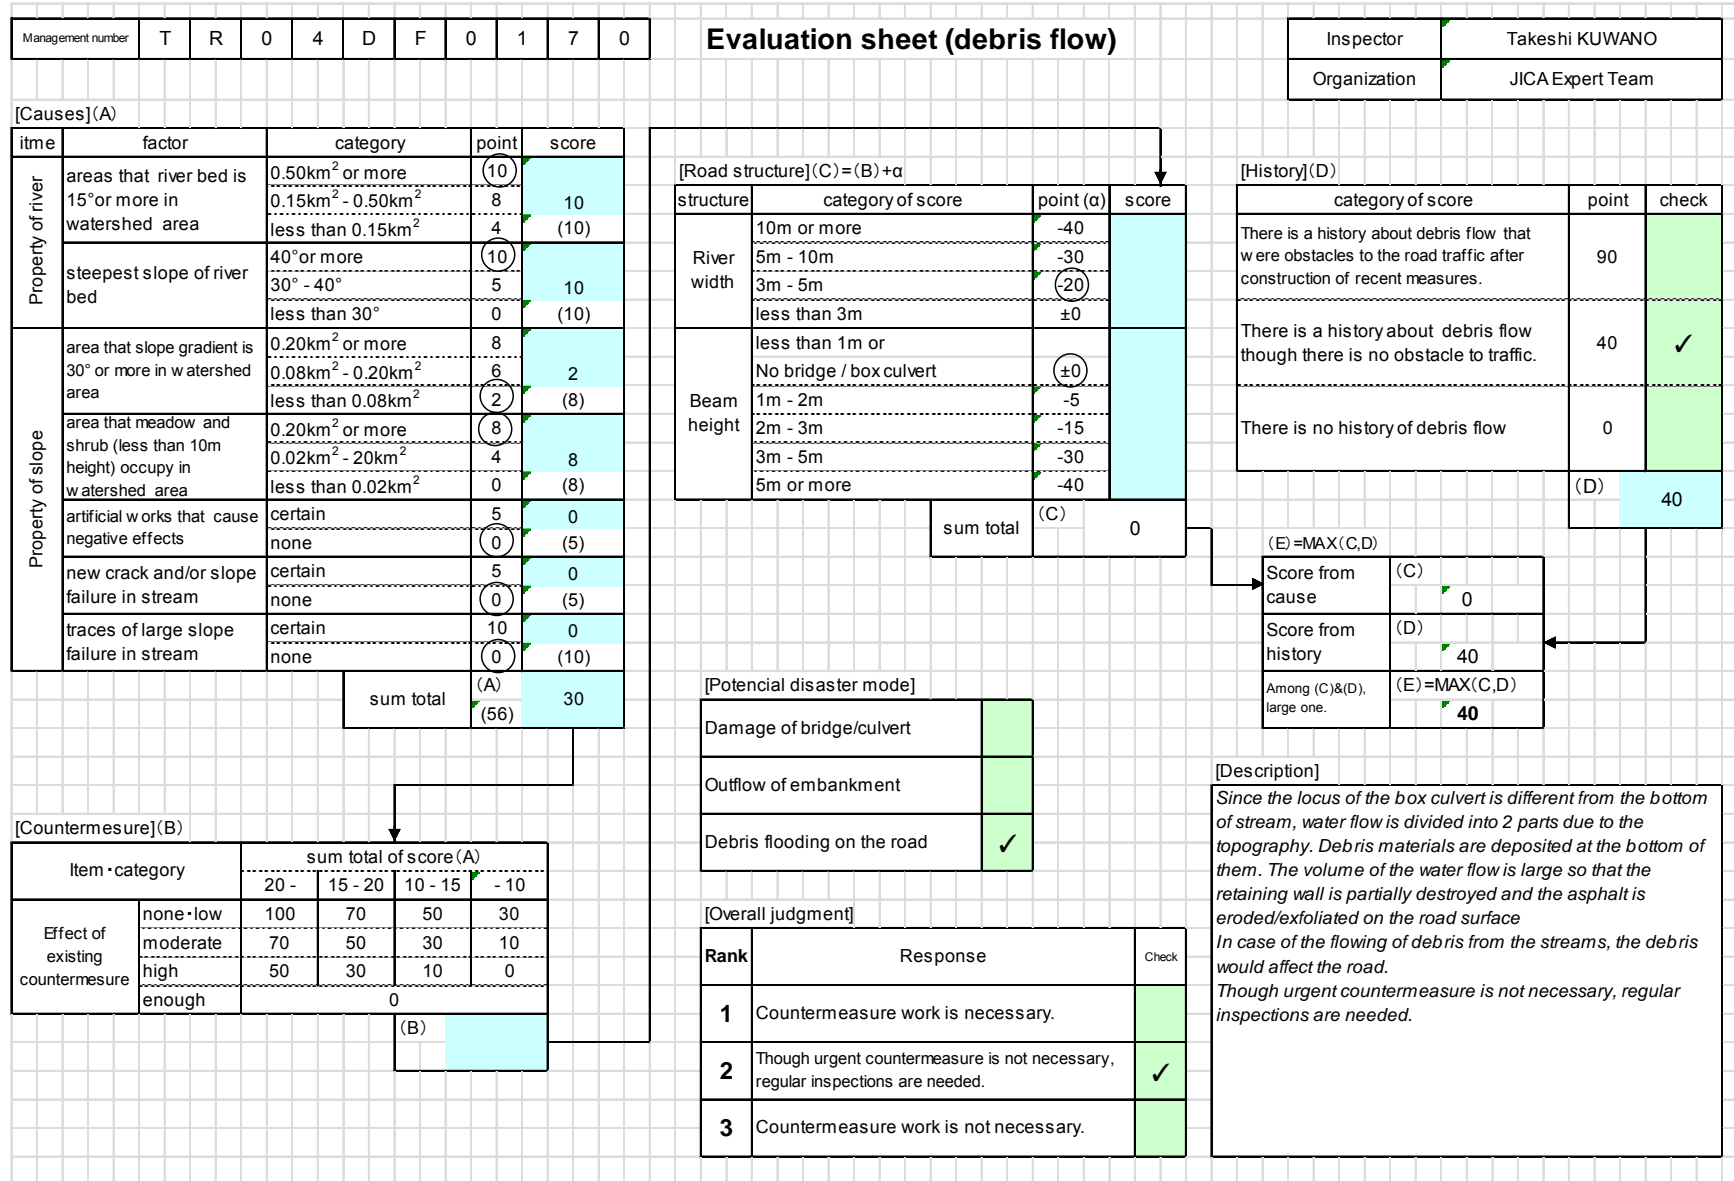 Management number T R 0 4 D F 0 1 7 0
Evaluation sheet (debris flow)
Inspector Takeshi KUWANO
Organization JICA Expert Team
[Causes](A)
itme factor category point score
Property of river
areas that river bed is
15°or more in
watershed area
0.50km² or more 10
0.15km² - 0.50km² 8
less than 0.15km² 4
10
(10)
steepest slope of river
bed
40°or more 10
30° - 40° 5
less than 30° 0
10
(10)
Property of slope
area that slope gradient is
30° or more in watershed
area
0.20km² or more 8
0.08km² - 0.20km² 6
less than 0.08km² 2
2
(8)
area that meadow and
shrub (less than 10m
height) occupy in
watershed area
0.20km² or more 8
0.02km² - 20km² 4
less than 0.02km² 0
8
(8)
artificial works that cause
negative effects
certain 5
none 0
0
(5)
new crack and/or slope
failure in stream
certain 5
none 0
0
(5)
traces of large slope
failure in stream
certain 10
none 0
0
(10)
sum total (A) 30
(56)
[Countermesure](B)
Item・category
sum total of score(A)
20 - 15 - 20 10 - 15 - 10
Effect of
existing
countermesure
none・low 100 70 50 30
moderate 70 50 30 10
high 50 30 10 0
enough 0
(B)
[Road structure](C)=(B)+α
structure category of score point (α) score
River
width
10m or more -40
5m - 10m -30
3m - 5m -20
less than 3m ±0
Beam
height
less than 1m or
No bridge / box culvert ±0
1m - 2m -5
2m - 3m -15
3m - 5m -30
5m or more -40
sum total (C) 0
[History](D)
category of score point check
There is a history about debris flow that
were obstacles to the road traffic after
construction of recent measures.
90
There is a history about debris flow
though there is no obstacle to traffic.
40 ✓
There is no history of debris flow 0
(D) 40
(E)=MAX(C,D)
Score from
cause
(C)
0
Score from
history
(D)
40
Among (C)&(D),
large one.
(E)=MAX(C,D)
40
[Potencial disaster mode]
Damage of bridge/culvert
Outflow of embankment
Debris flooding on the road ✓
[Overall judgment]
Rank Response Check
1 Countermeasure work is necessary.
2 Though urgent countermeasure is not necessary,
regular inspections are needed. ✓
3 Countermeasure work is not necessary.
[Description]
Since the locus of the box culvert is different from the bottom
of stream, water flow is divided into 2 parts due to the
topography. Debris materials are deposited at the bottom of
them. The volume of the water flow is large so that the
retaining wall is partially destroyed and the asphalt is
eroded/exfoliated on the road surface
In case of the flowing of debris from the streams, the debris
would affect the road.
Though urgent countermeasure is not necessary, regular
inspections are needed.